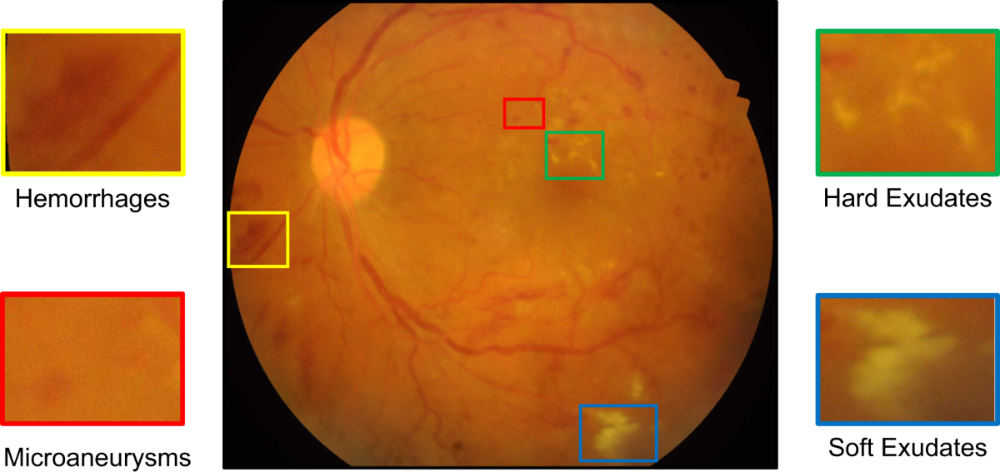 Hemorrhages
Hard Exudates
Microaneurysms
Soft Exudates